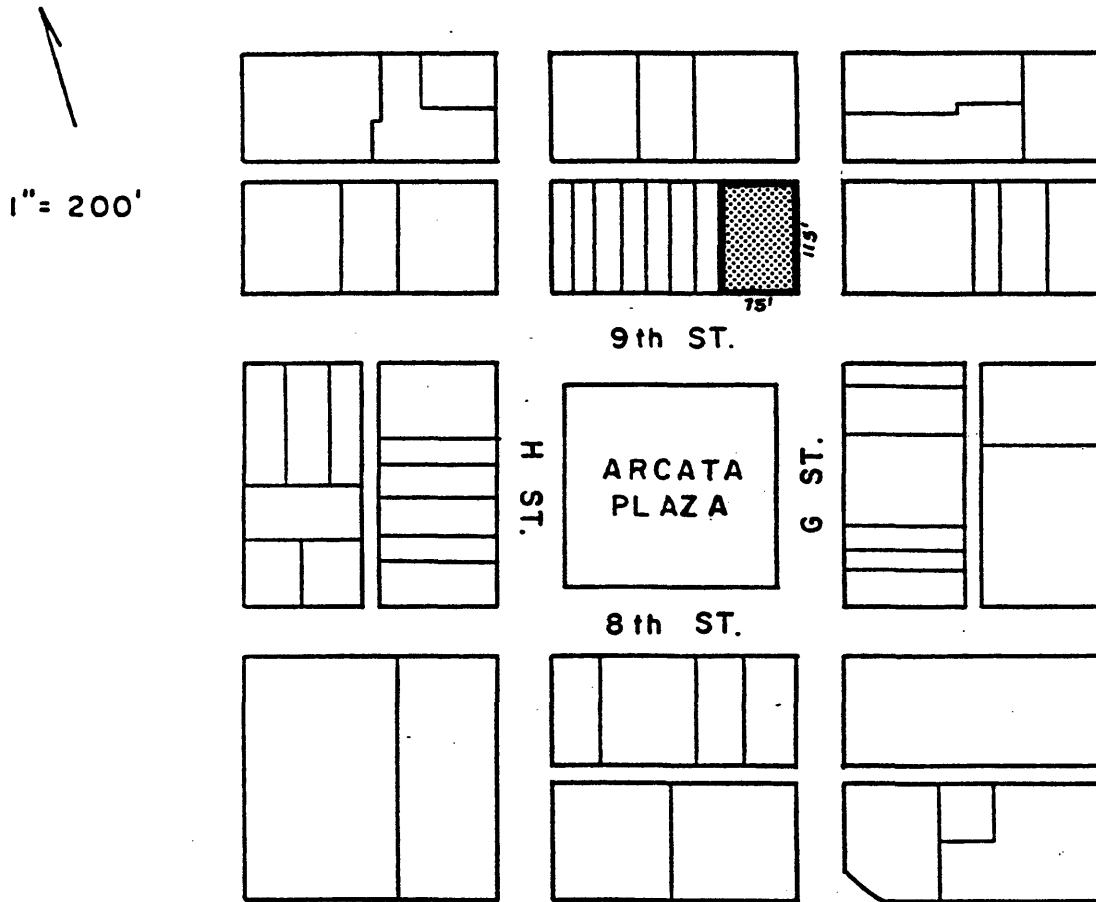 1"= 200'
115'
75'
9th ST.
H ST.
ARCATA
PLAZA
G ST.
8th ST.